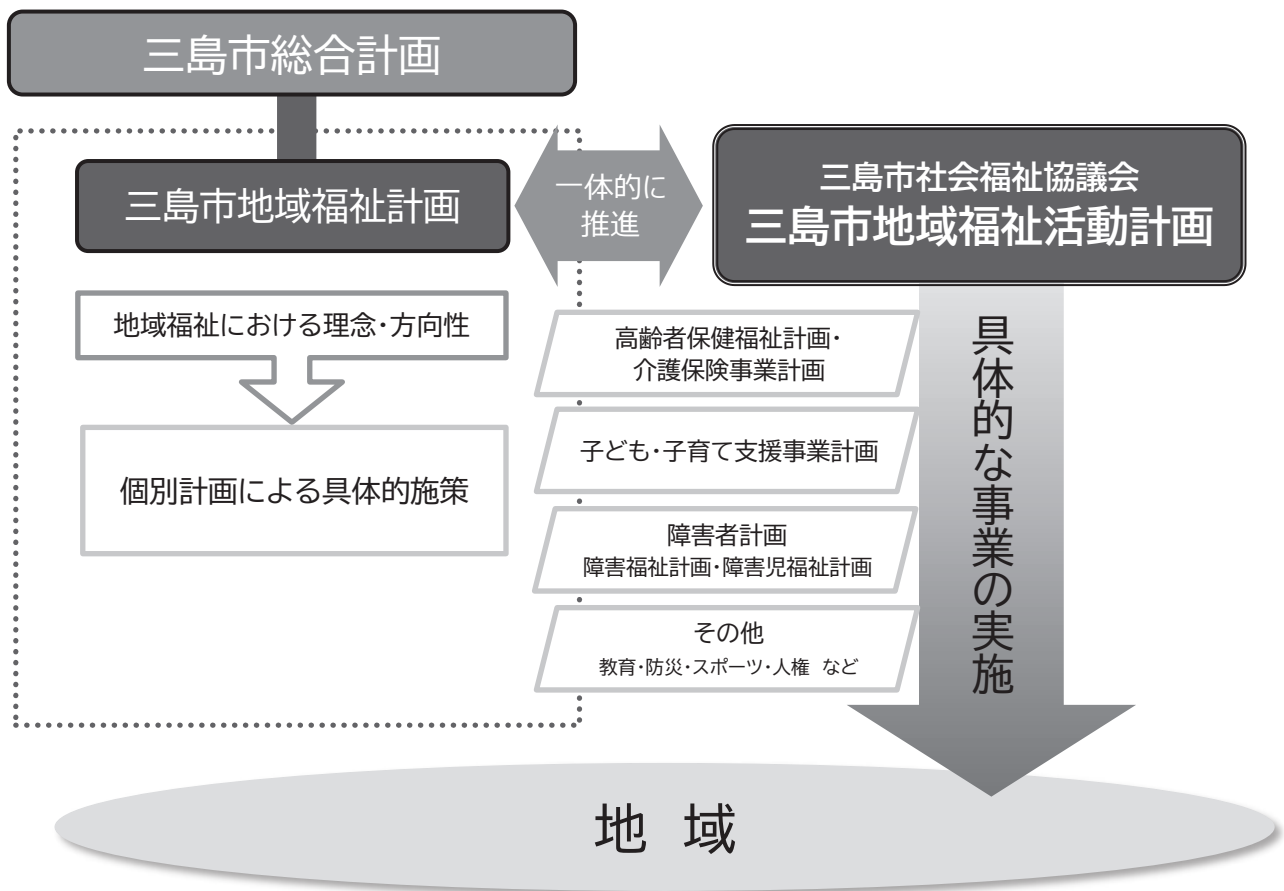 三島市総合計画
三島市地域福祉計画
一体的に
推進
三島市社会福祉協議会
三島市地域福祉活動計画
地域福祉における理念・方向性
個別計画による具体的施策
高齢者保健福祉計画・
介護保険事業計画
子ども・子育て支援事業計画
障害者計画
障害福祉計画・障害児福祉計画
その他
教育・防災・スポーツ・人権 など
具体的な事業の実施
地 域